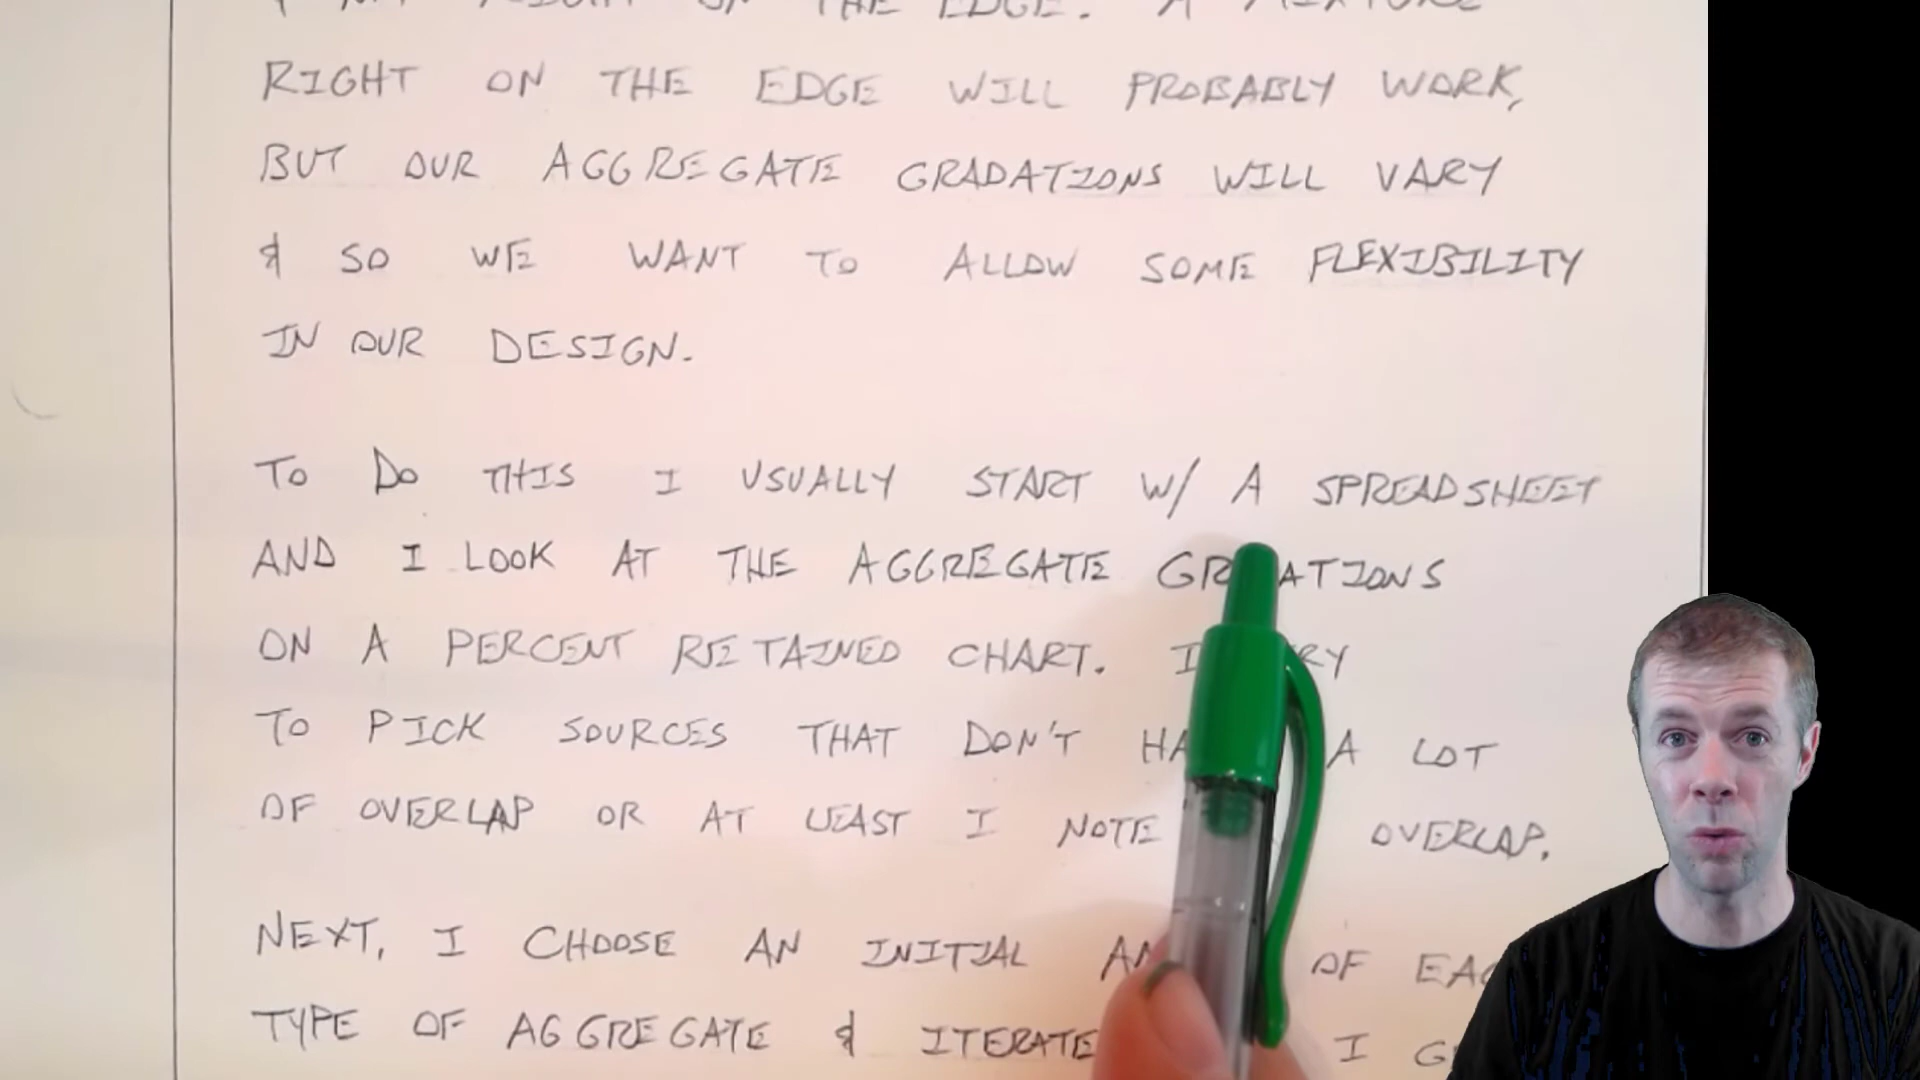 THE EDGE. A
RIGHT ON THE EDGE WILL PROBABLY WORK,
BUT OUR AGGREGATE GRADATIONS WILL VARY
& SO WE WANT TO ALLOW SOME FLEXIBILITY
IN OUR DESIGN.
TO DO THIS I USUALLY START W/ A SPREADSHEET
AND I LOOK AT THE AGGREGATE
ON A PERCENT RETAINED CHART. I
TO PICK SOURCES THAT DON'T A LOT
OF OVERLAP OR AT LEAST I NOTE OVERLAP.
NEXT, I CHOOSE AN INITIAL OF
TYPE OF AGGREGATE & ITERATE I